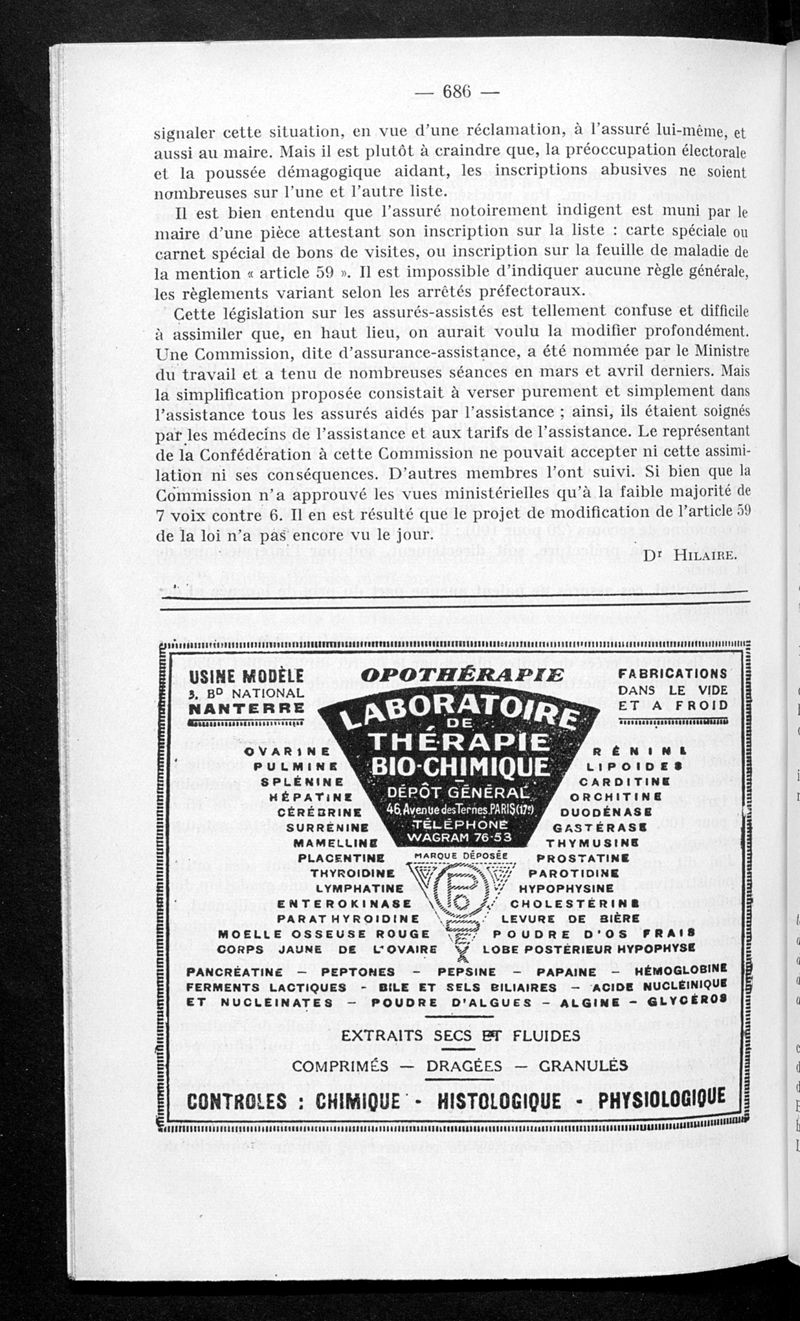 — 686 —
signaler cette situation, en vue d'une réclamation, à l'assuré lui-même, et
aussi au maire. Mais il est plutôt à craindre que, la préoccupation électorale
et la poussée démagogique aidant, les inscriptions abusives ne soient
nombreuses sur l'une et l'autre liste.
Il est bien entendu que l'assuré notoirement indigent est muni par le
maire d'une pièce attestant son inscription sur la liste : carte spéciale ou
carnet spécial de bons de visites, ou inscription sur la feuille de maladie de
la mention « article 59 ». Il est impossible d'indiquer aucune règle générale,
les règlements variant selon les arrêtés préfectoraux.
Cette législation sur les assurés-assistés est tellement confuse et difficile
à assimiler que, en haut lieu, on aurait voulu la modifier profondément.
Une Commission, dite d'assurance-assistance, a été nommée par le Ministre
du travail et a tenu de nombreuses séances en mars et avril derniers. Mais
la simplification proposée consistait à verser purement et simplement dans
l'assistance tous les assurés aidés par l'assistance ; ainsi, ils étaient soignés
par les médecins de l'assistance et aux tarifs de l'assistance. Le représentant
de la Confédération à cette Commission ne pouvait accepter ni cette assimi-
lation ni ses conséquences. D'autres membres l'ont suivi. Si bien que la
Commission n'a approuvé les vues ministérielles qu'à la faible majorité de
7 voix contre 6. Il en est résulté que le projet de modification de l'article 59
de la loi n'a pas encore vu le jour.
Dr HILAIRE.
USINE MODÈLE
3, BD NATIONAL
NANTERRE
OPOTHÉRAPIE
FABRICATIONS
DANS LE VIDE
ET A FROID
LABORATOIRE
DE
THÉRAPIE
BIO-CHIMIQUE
DÉPÔT GÉNÉRAL
46, Avenue des Ternes, PARIS (17e)
TÉLÉPHONE
WAGRAM 76-53
MARQUE DÉPOSÉE
OVARINE
PULMINE
SPLÉNINE
HÉPATINE
CÉRÉBRINE
SURRÉNINE
MAMELLINE
PLACENTINE
THYROIDINE
LYMPHATINE
ENTEROKINASE
PARATHYROIDINE
MOELLE OSSEUSE ROUGE
CORPS JAUNE DE L'OVAIRE
RÉNINE
LIPOIDES
CARDITINE
ORCHITINE
DUODÉNASE
GASTÉRASE
THYMUSINE
PROSTATINE
PAROTIDINE
HYPOPHYSINE
CHOLESTÉRINE
LEVURE DE BIÈRE
POUDRE D'OS FRAIS
LOBE POSTÉRIEUR HYPOPHYSE
PANCRÉATINE — PEPTONES — PEPSINE — PAPAINE — HÉMOGLOBINE
FERMENTS LACTIQUES - BILE ET SELS BILIAIRES — ACIDE NUCLÉINIQUE
ET NUCLÉINATES — POUDRE D'ALGUES — ALGINE — GLYCÉROS
EXTRAITS SECS ET FLUIDES
COMPRIMÉS — DRAGÉES — GRANULÉS
CONTROLES : CHIMIQUE - HISTOLOGIQUE - PHYSIOLOGIQUE